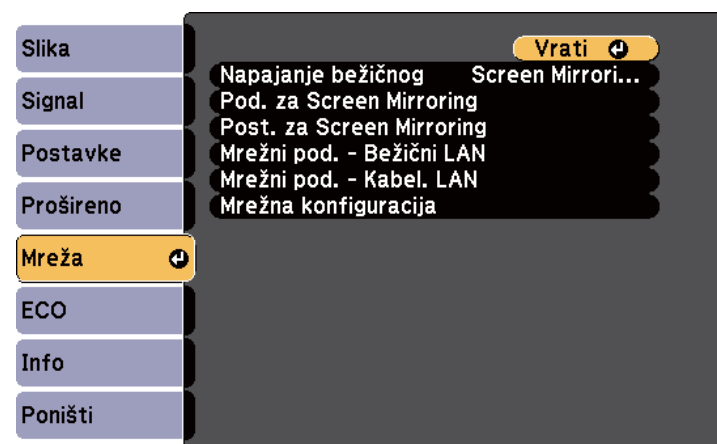 Slika
Signal
Postavke
Prošireno
Mreža
ECO
Info
Poništi
Vrati
Napajanje bežičnog Screen Mirrori...
Pod. za Screen Mirroring
Post. za Screen Mirroring
Mrežni pod. - Bežični LAN
Mrežni pod. - Kabel. LAN
Mrežna konfiguracija